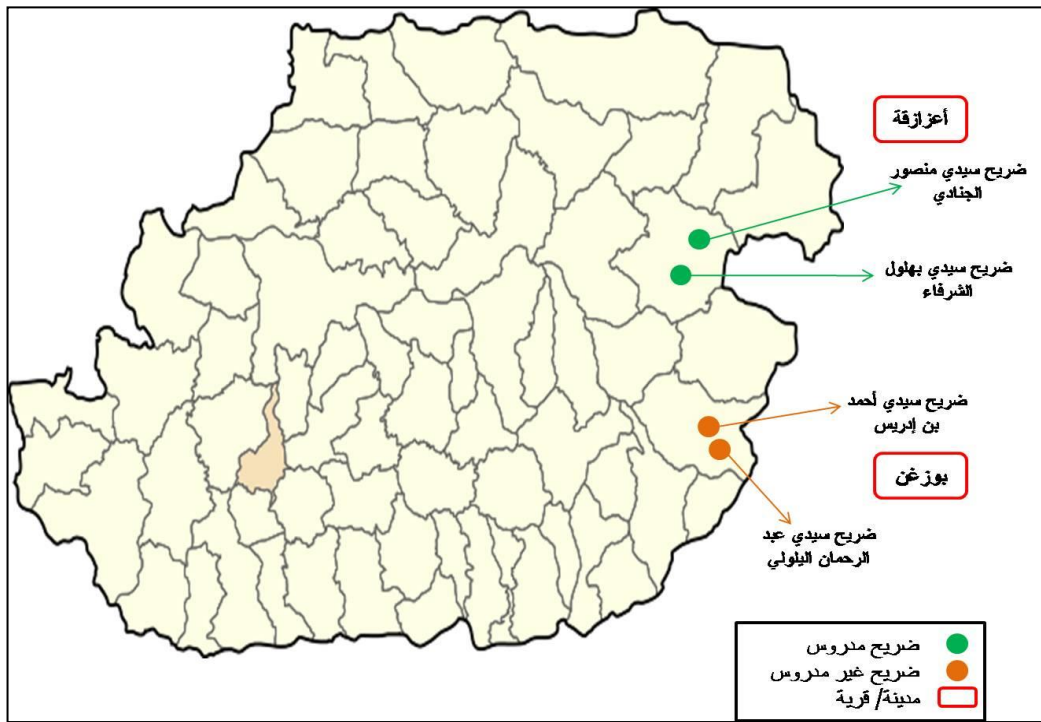 أعزازقة
ضريح سيدي منصور
الجنادي
ضريح سيدي بهلول
الشرفاء
ضريح سيدي أحمد
بن إدريس
بوزغن
ضريح سيدي عبد
الرحمان اليلولي
ضريح مدروس
ضريح غير مدروس
مدينة/ قرية